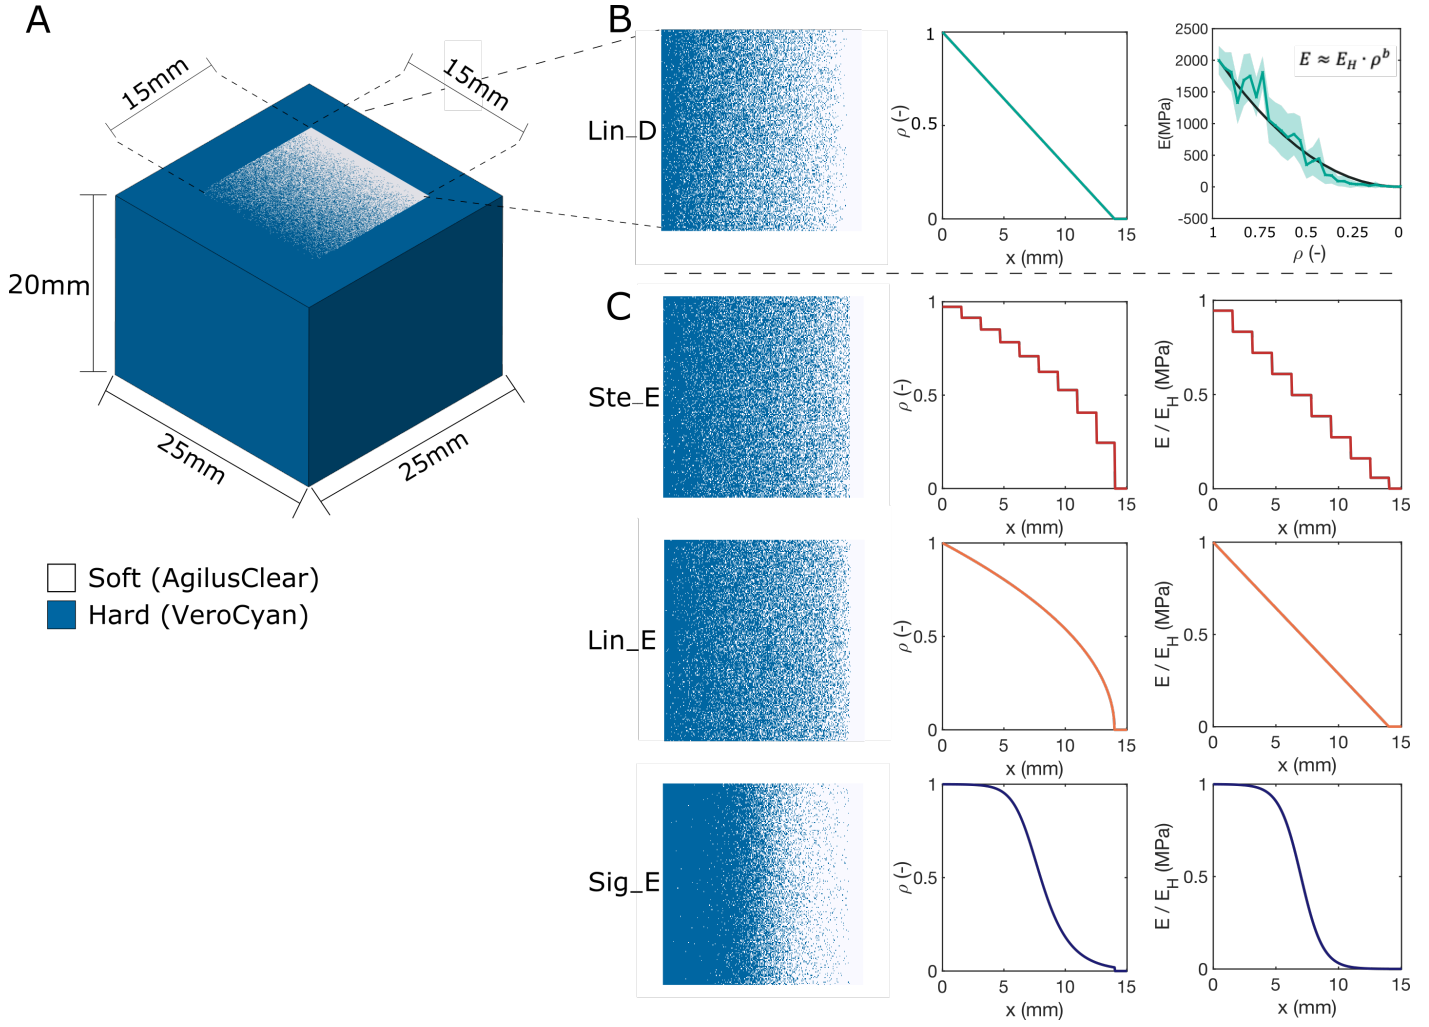 A
15mm
15mm
20mm
25mm
25mm
Soft (AgilusClear)
Hard (VeroCyan)
B
Lin_D
1
0.5
0
ρ (-)
0
5
10
15
x (mm)
2500
2000
1500
1000
500
0
-500
E(MPa)
E ≈ E_H · ρ^b
1
0.75
0.5
0.25
0
ρ (-)
C
Ste_E
1
0.5
0
ρ (-)
0
5
10
15
x (mm)
1
0.5
0
E / E_H (MPa)
0
5
10
15
x (mm)
Lin_E
1
0.5
0
ρ (-)
0
5
10
15
x (mm)
1
0.5
0
E / E_H (MPa)
0
5
10
15
x (mm)
Sig_E
1
0.5
0
ρ (-)
0
5
10
15
x (mm)
1
0.5
0
E / E_H (MPa)
0
5
10
15
x (mm)